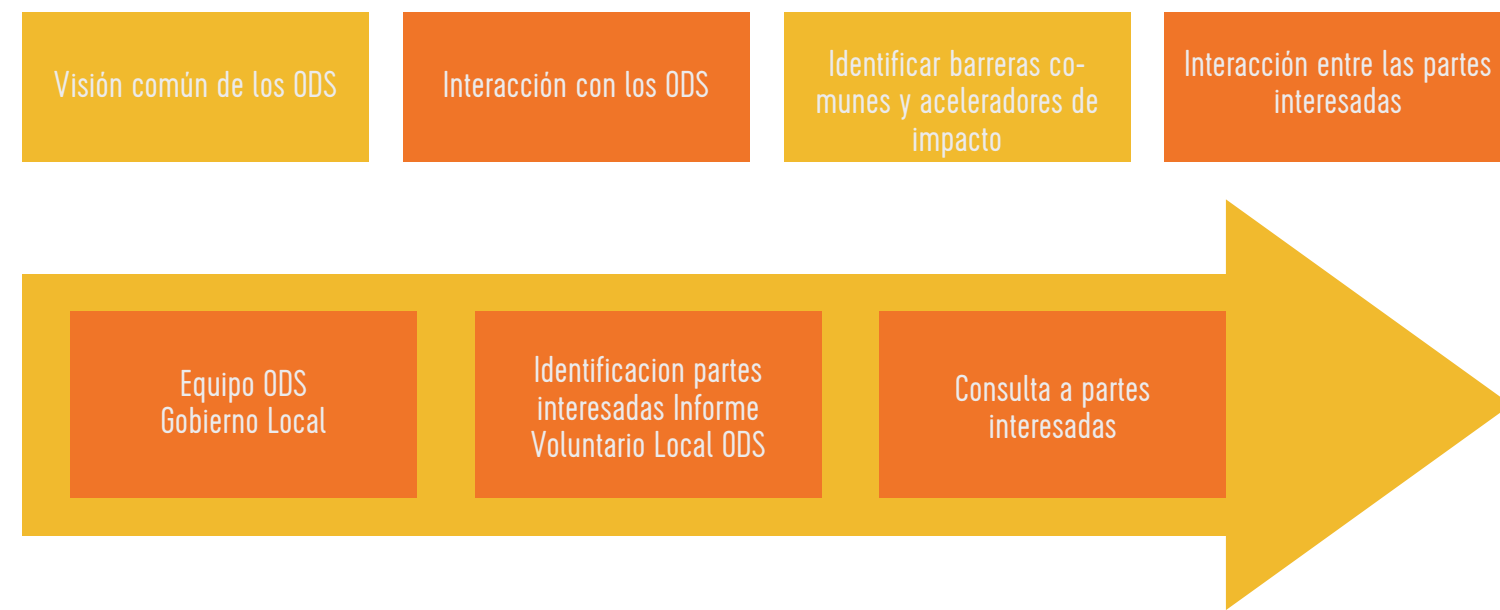 Visión común de los ODS
Interacción con los ODS
Identificar barreras co-
munes y aceleradores de
impacto
Interacción entre las partes
interesadas
Equipo ODS
Gobierno Local
Identificacion partes
interesadas Informe
Voluntario Local ODS
Consulta a partes
interesadas